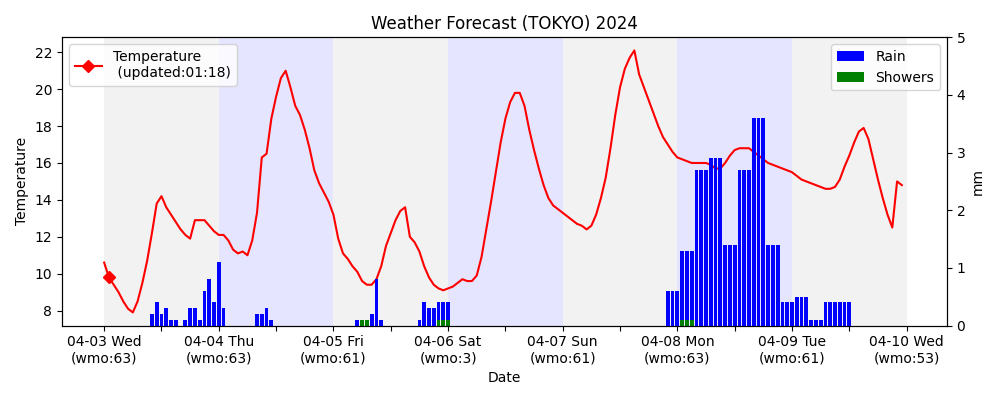 Weather Forecast (TOKYO) 2024
Temperature
(updated:01:18)
Rain
Showers
Temperature
22
20
18
16
14
12
10
8
5
4
3
2
1
0
mm
04-03 Wed
(wmo:63)
04-04 Thu
(wmo:63)
04-05 Fri
(wmo:61)
04-06 Sat
(wmo:3)
04-07 Sun
(wmo:61)
04-08 Mon
(wmo:63)
04-09 Tue
(wmo:61)
04-10 Wed
(wmo:53)
Date